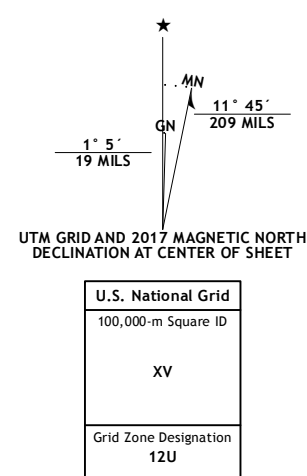 ★
MN
11° 45´
209 MILS
GN
1° 5´
19 MILS
UTM GRID AND 2017 MAGNETIC NORTH
DECLINATION AT CENTER OF SHEET
U.S. National Grid
100,000-m Square ID
XV
Grid Zone Designation
12U